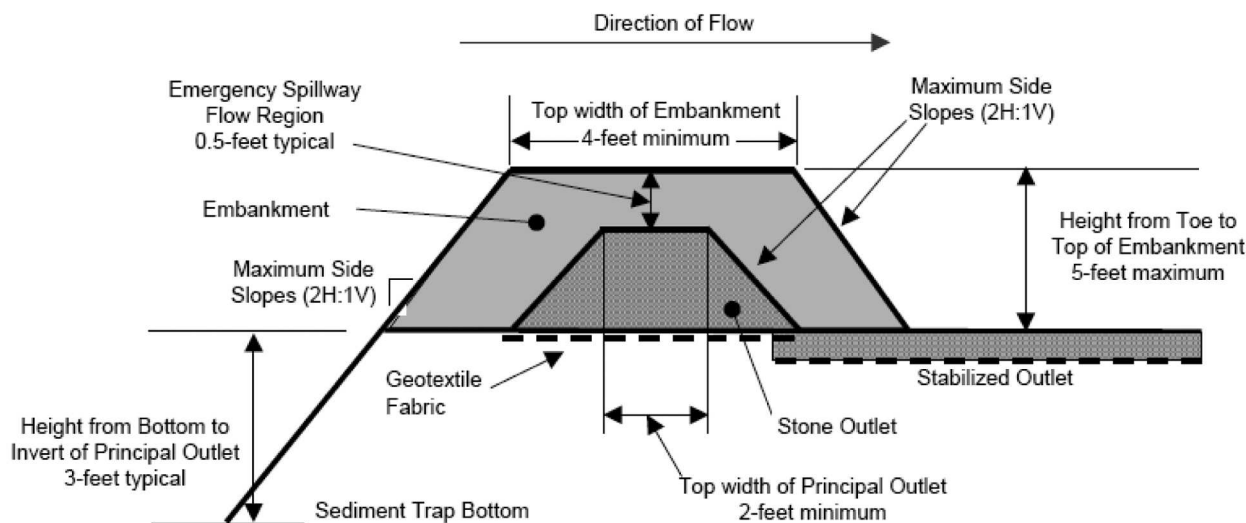 Direction of Flow
Emergency Spillway
Flow Region
0.5-feet typical
Top width of Embankment
4-feet minimum
Maximum Side
Slopes (2H:1V)
Embankment
Height from Toe to
Top of Embankment
5-feet maximum
Maximum Side
Slopes (2H:1V)
Geotextile
Fabric
Stabilized Outlet
Stone Outlet
Height from Bottom to
Invert of Principal Outlet
3-feet typical
Top width of Principal Outlet
2-feet minimum
Sediment Trap Bottom